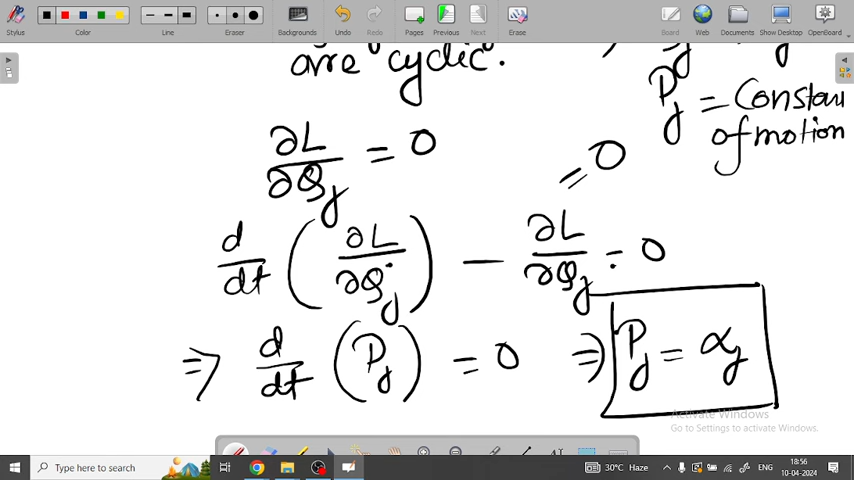 Stylus
Color
Line
Eraser
Backgrounds
Undo
Pages
Previous
Next
Erase
Board
Web
Documents
Show Desktop
OpenBoard
are cyclic.
P_j = Constan
of motion
∂L/∂Q_j = 0
= 0
d/dt (∂L/∂Q̇_j) − ∂L/∂Q_j = 0
⇒ d/dt (P_j) = 0 ⇒ P_j = α_j
Activate Windows
Go to Settings to activate Windows.
Type here to search
30°C Haze
ENG
18:56
10-04-2024